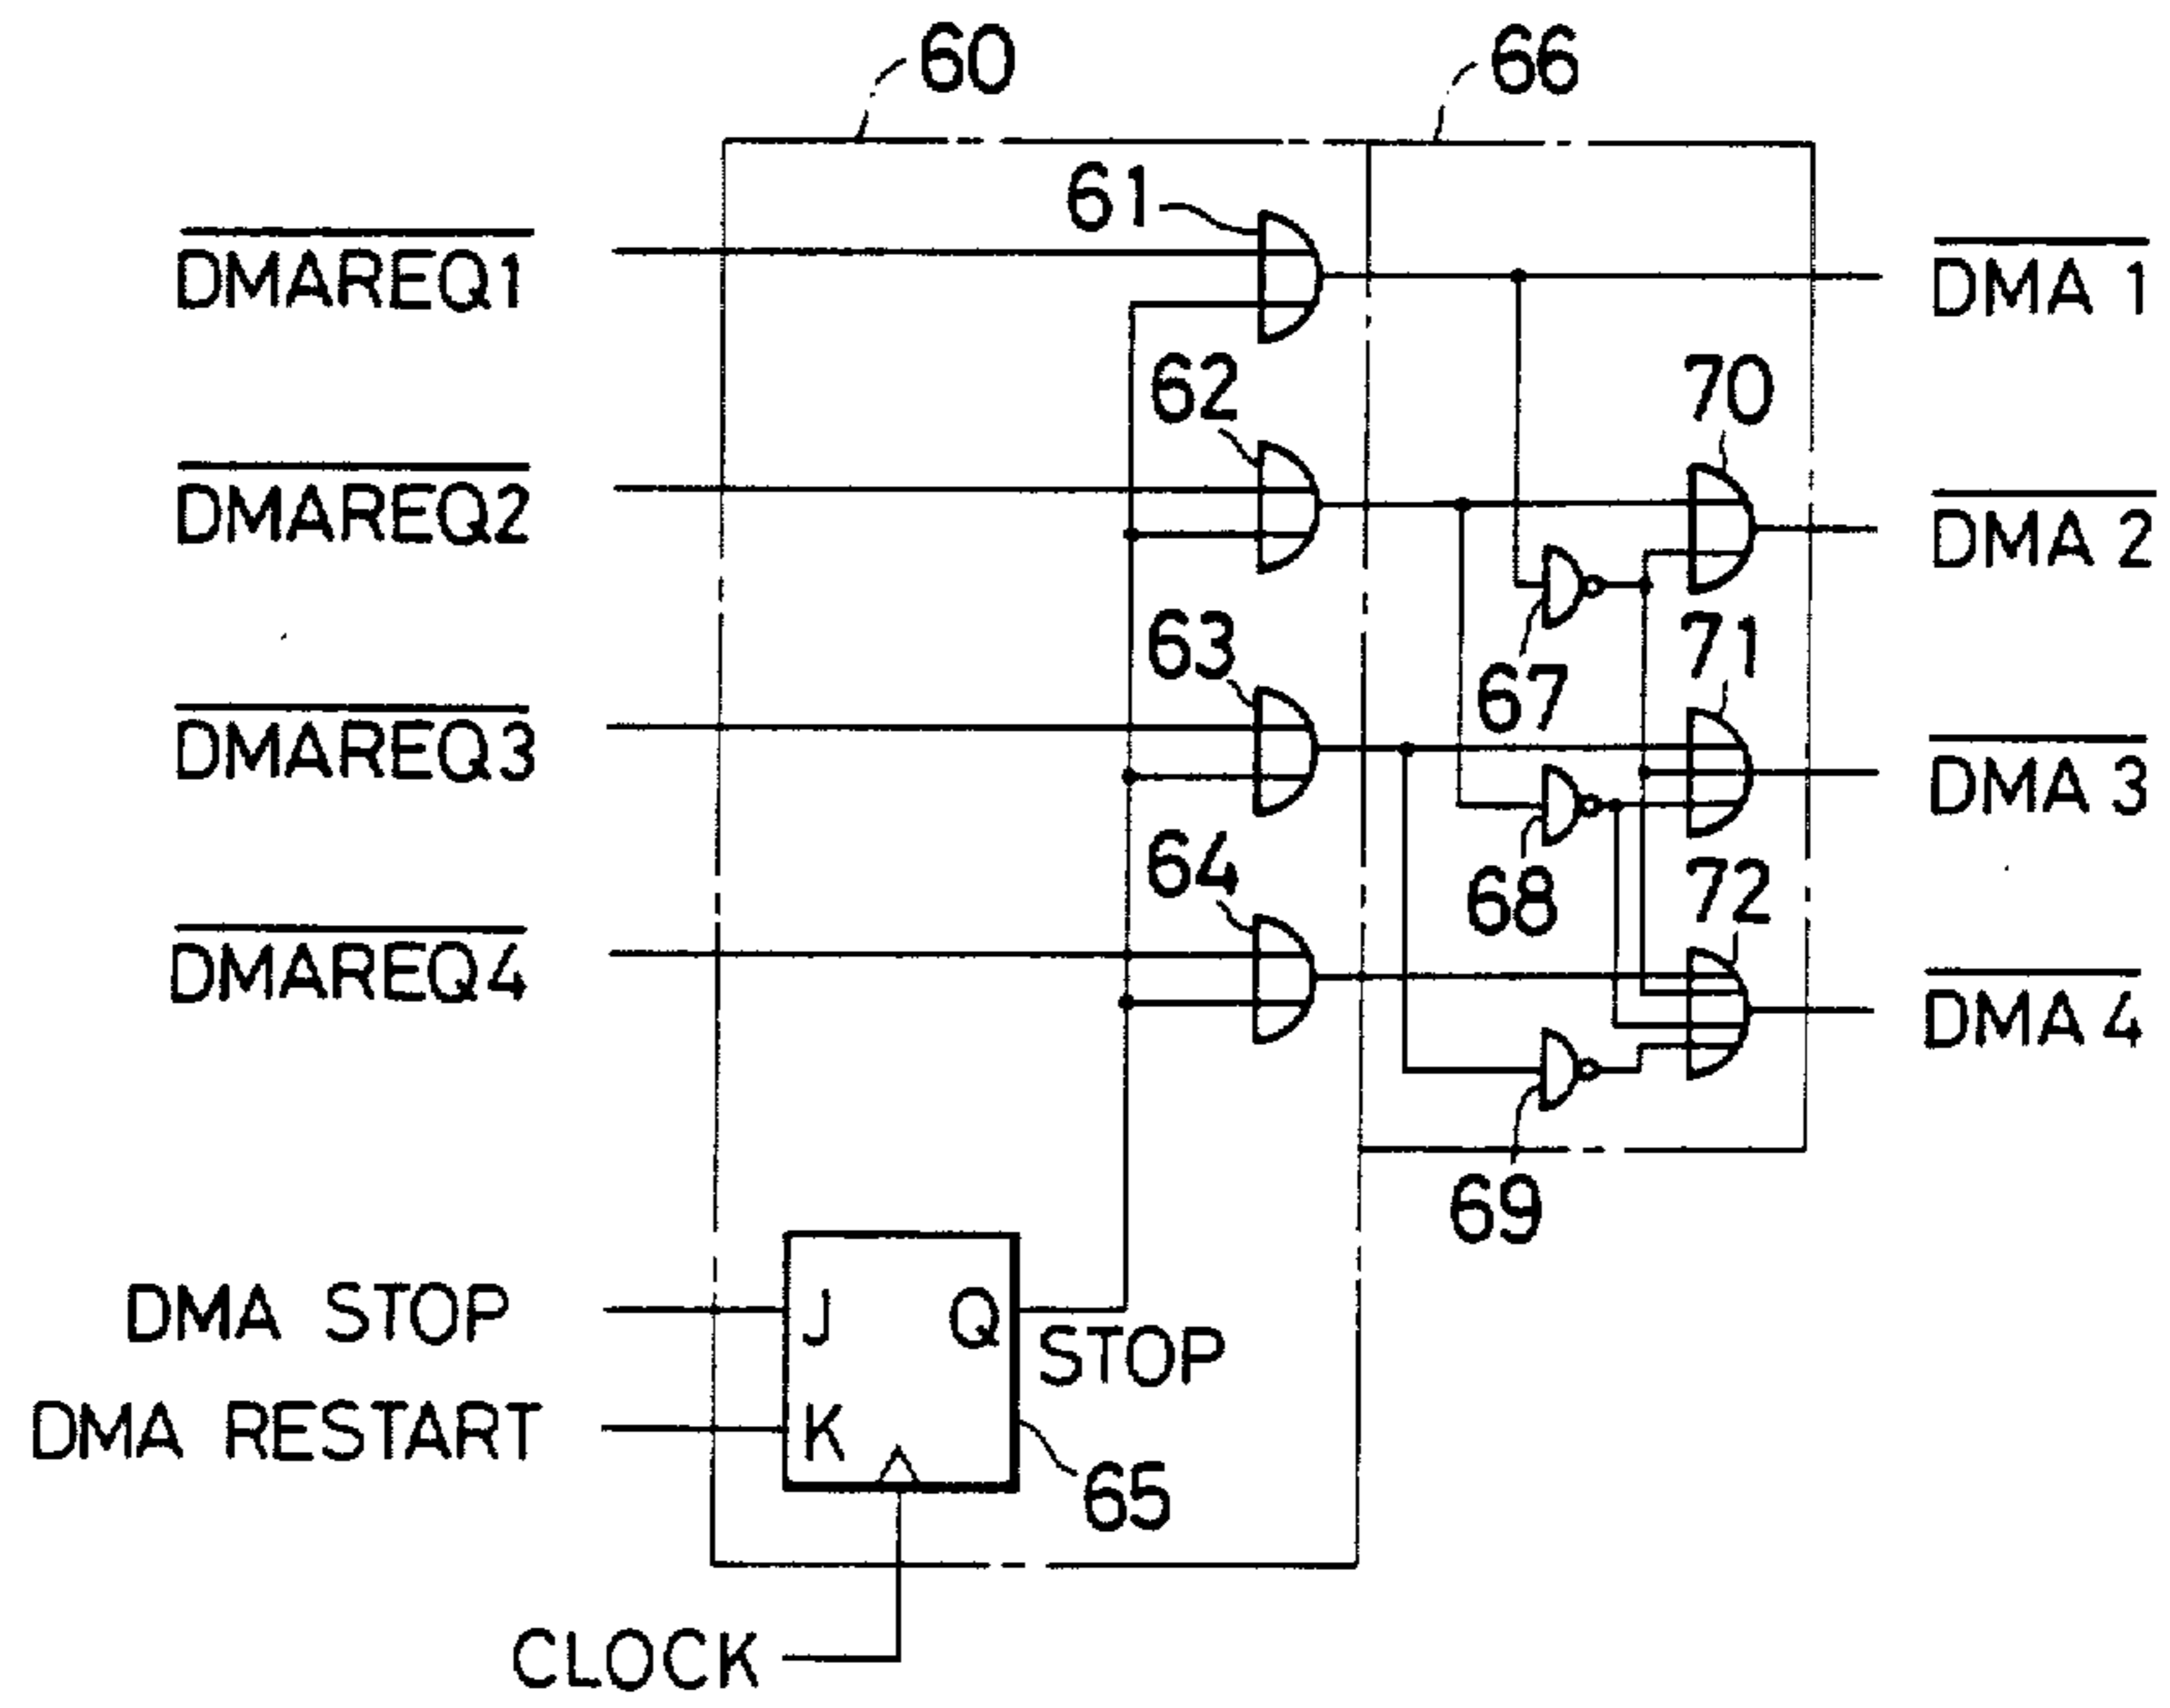 60
66
61
DMAREQ1
DMA 1
62
70
DMAREQ2
DMA 2
63
67
71
DMAREQ3
DMA 3
64
68
72
DMAREQ4
DMA 4
69
DMA STOP
J
Q
STOP
DMA RESTART
K
65
CLOCK